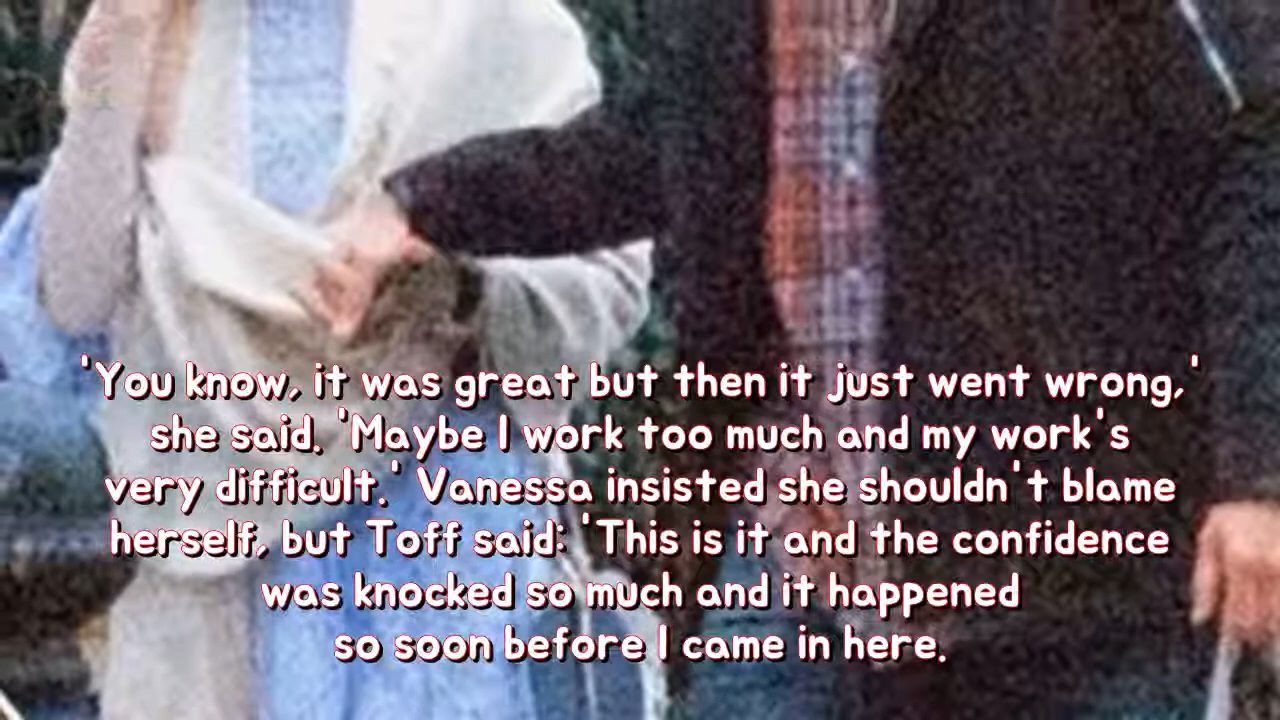 'You know, it was great but then it just went wrong,'
she said. 'Maybe I work too much and my work's
very difficult.' Vanessa insisted she shouldn't blame
herself, but Toff said: 'This is it and the confidence
was knocked so much and it happened
so soon before I came in here.